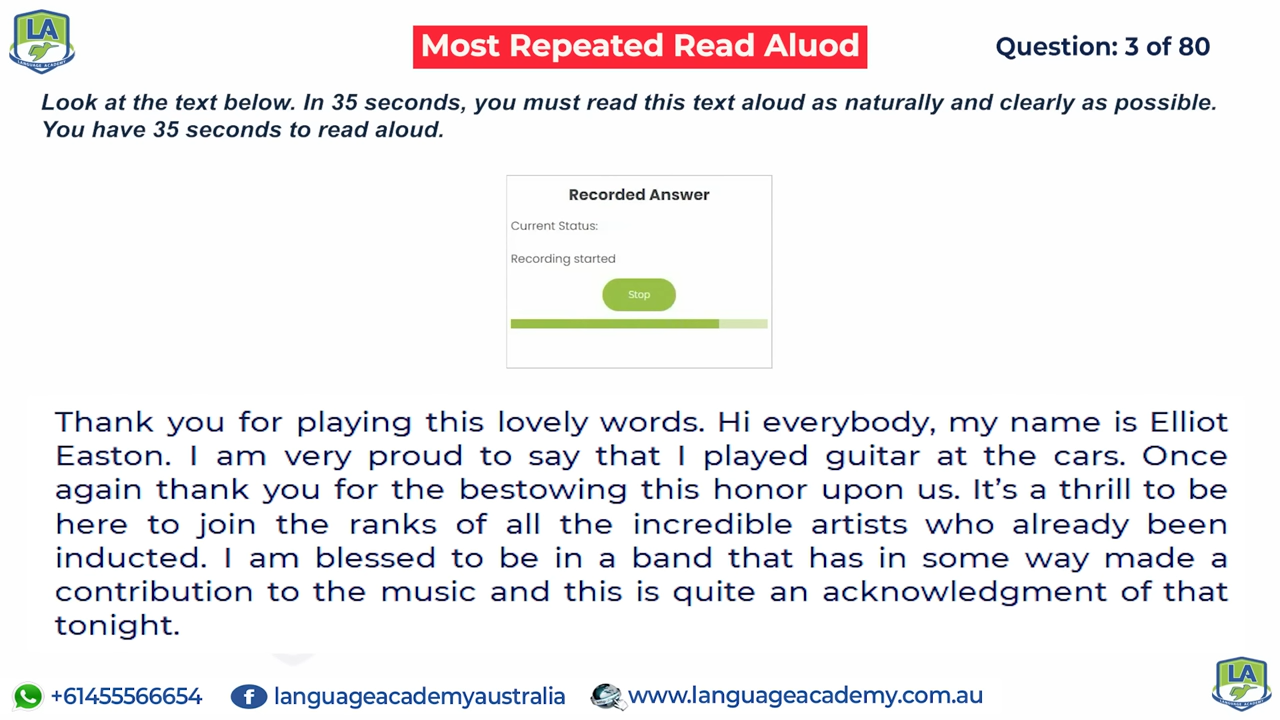 LA
LANGUAGE ACADEMY
Most Repeated Read Aluod
Question: 3 of 80
Look at the text below. In 35 seconds, you must read this text aloud as naturally and clearly as possible.
You have 35 seconds to read aloud.
Recorded Answer
Current Status:
Recording started
Stop
Thank you for playing this lovely words. Hi everybody, my name is Elliot
Easton. I am very proud to say that I played guitar at the cars. Once
again thank you for the bestowing this honor upon us. It's a thrill to be
here to join the ranks of all the incredible artists who already been
inducted. I am blessed to be in a band that has in some way made a
contribution to the music and this is quite an acknowledgment of that
tonight.
+61455566654
languageacademyaustralia
www.languageacademy.com.au
LA
LANGUAGE ACADEMY